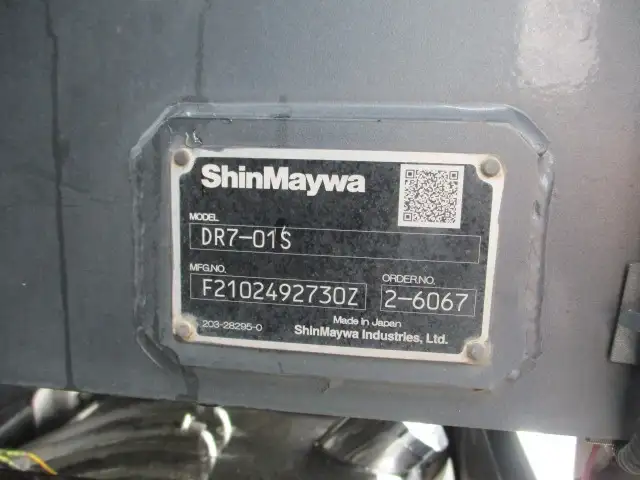 ShinMaywa
MODEL
DR7-01S
MFG.NO.
F2102492730Z
ORDER.NO.
2-6067
203-28295-0
Made in Japan
ShinMaywa Industries, Ltd.